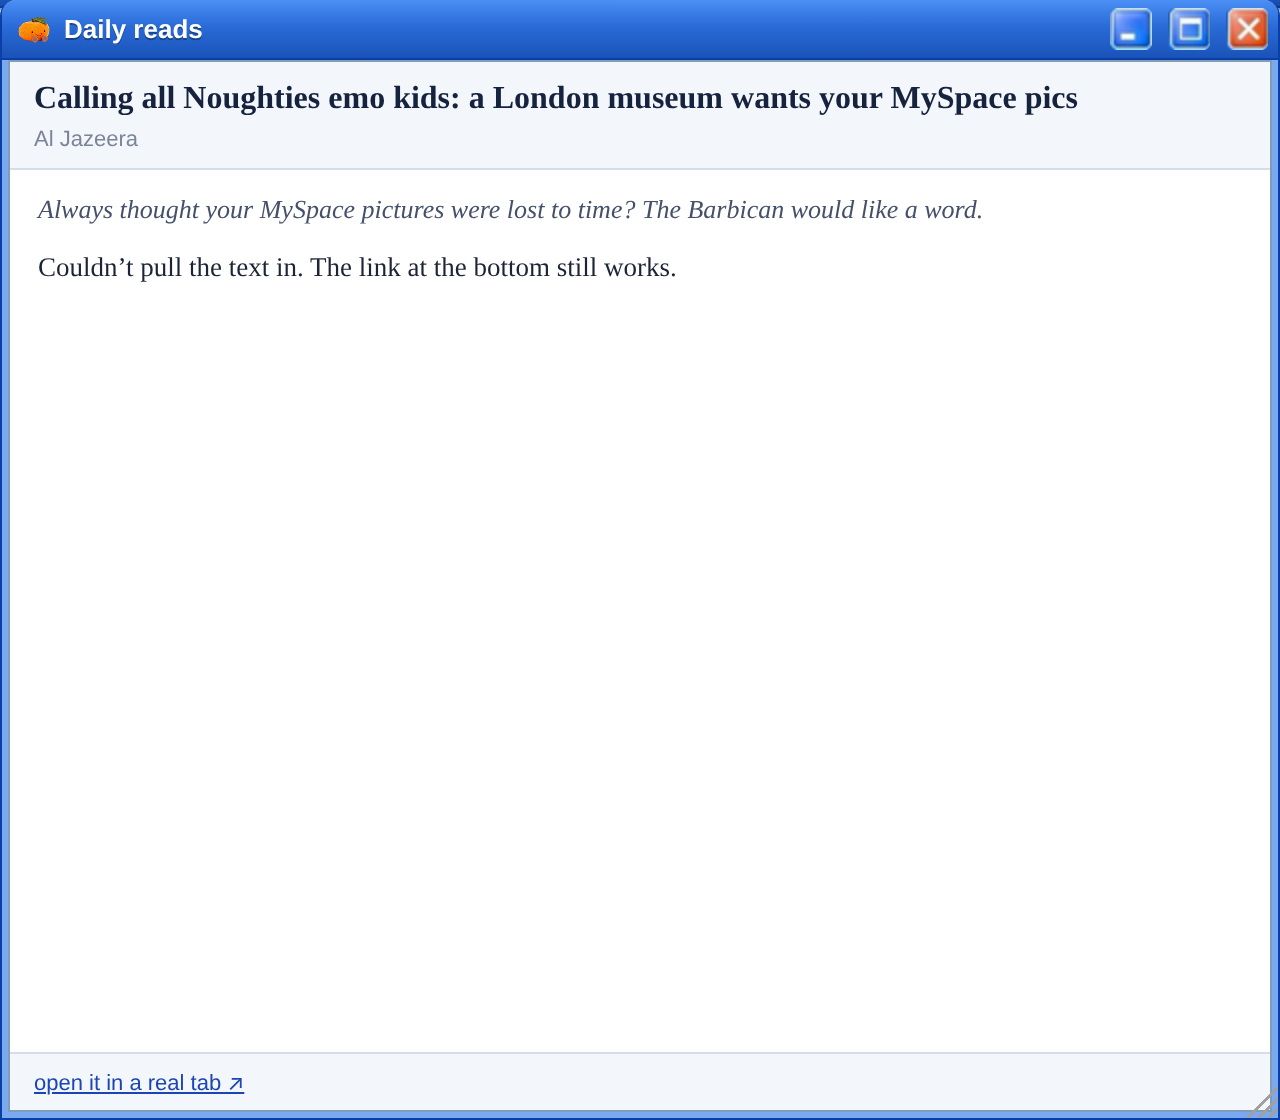 Daily reads
Calling all Noughties emo kids: a London museum wants your MySpace pics
Al Jazeera
Always thought your MySpace pictures were lost to time? The Barbican would like a word.
Couldn’t pull the text in. The link at the bottom still works.
open it in a real tab ↗